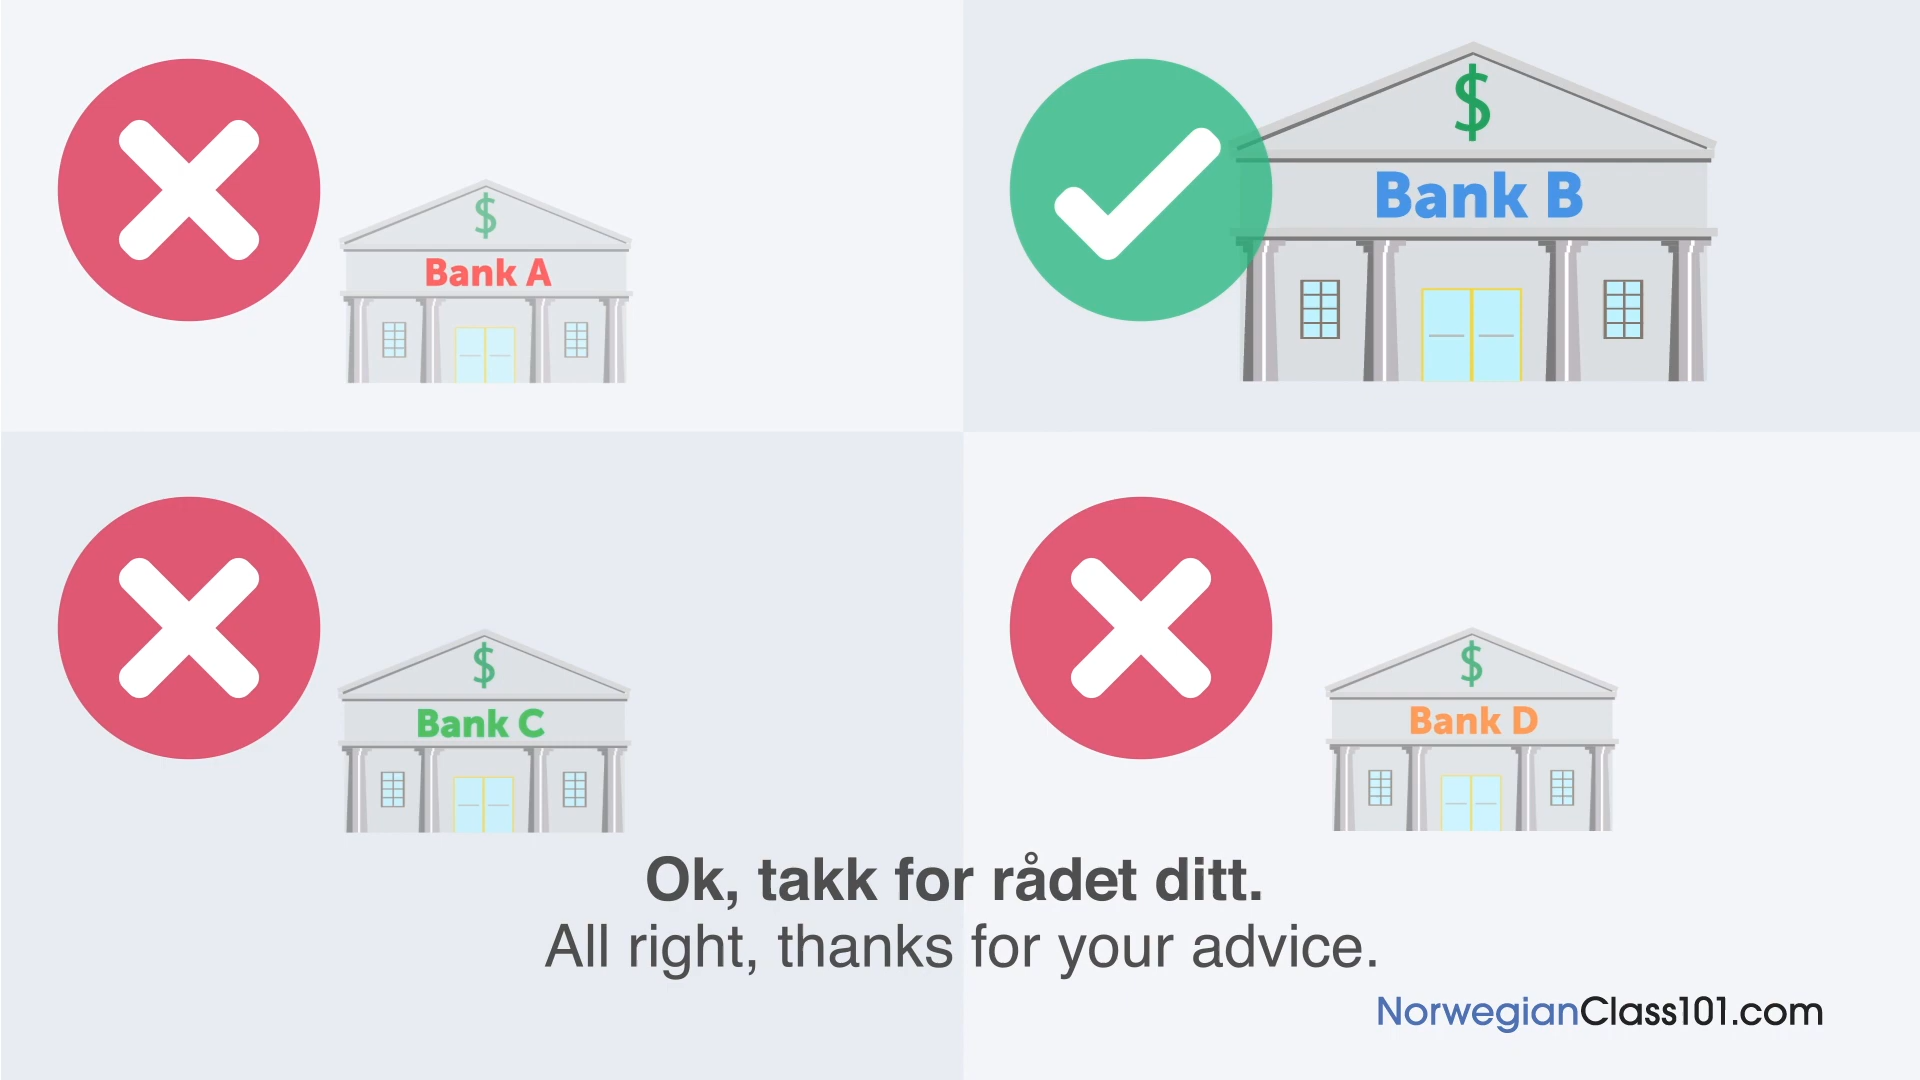 $
Bank A
$
Bank B
$
Bank C
$
Bank D
Ok, takk for rådet ditt.
All right, thanks for your advice.
NorwegianClass101.com